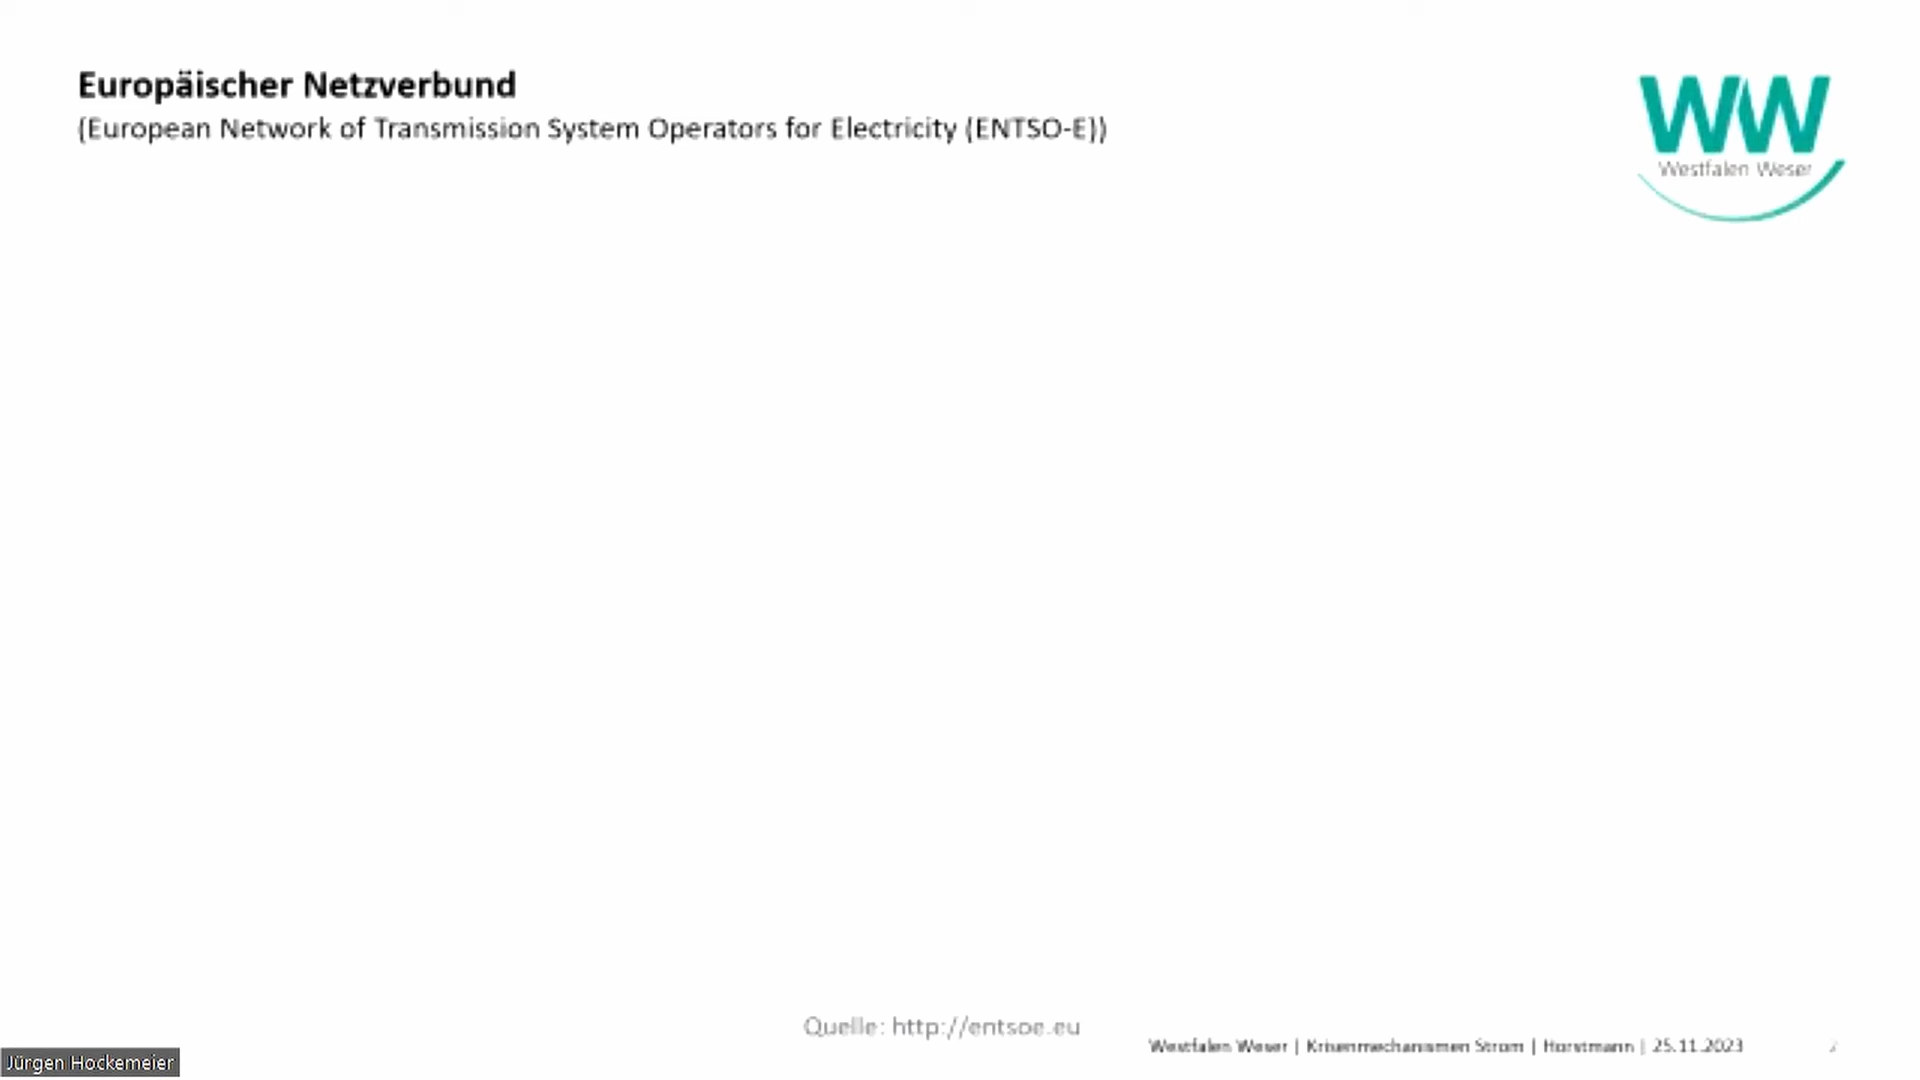 Europäischer Netzverbund
(European Network of Transmission System Operators for Electricity (ENTSO-E))
WW
Westfalen Weser
Quelle: http://entsoe.eu
Westfalen Weser | Krisenmechanismen Strom | Horstmann | 25.11.2023
Jürgen Hockemeier